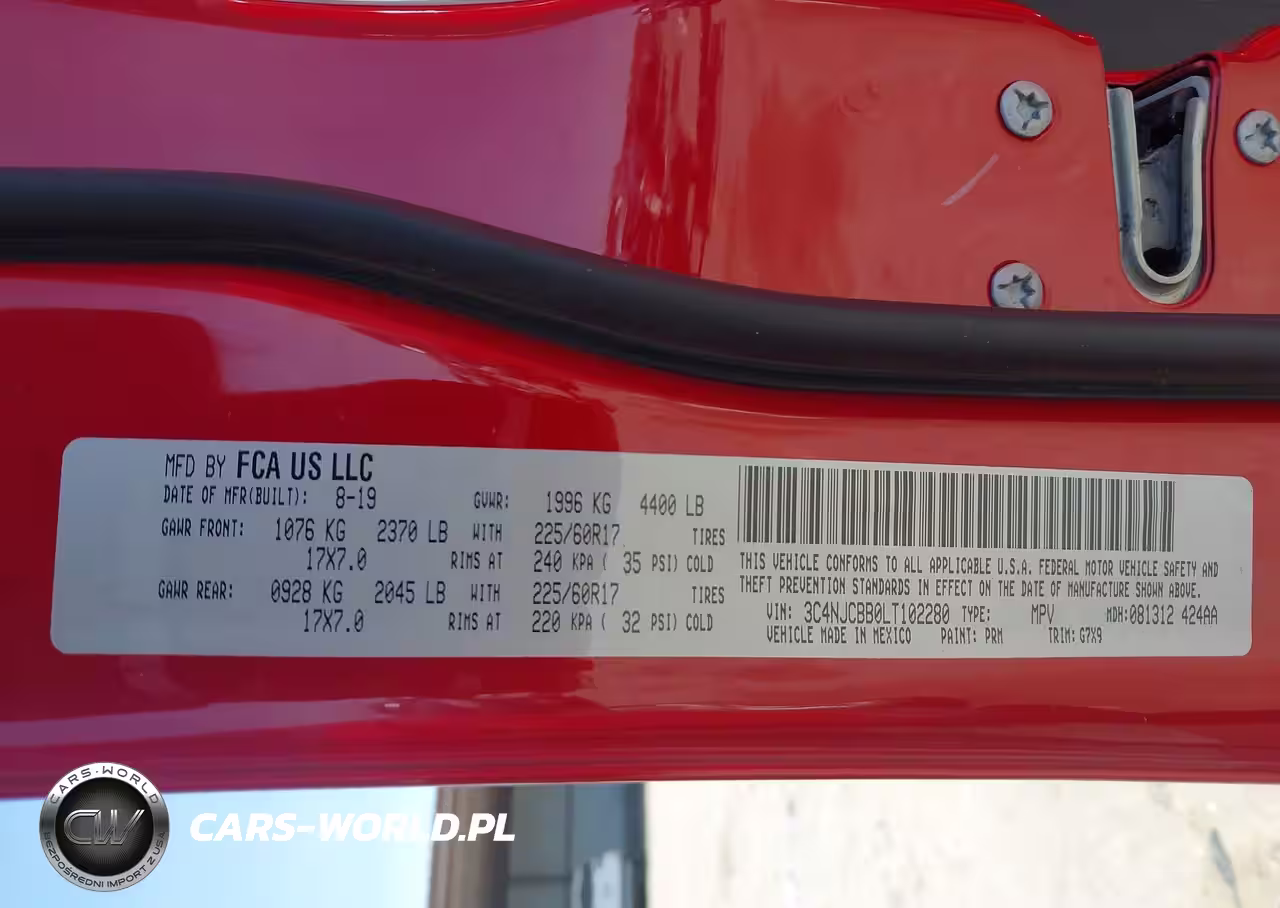 MFD BY FCA US LLC
DATE OF MFR(BUILT): 8-19 GVWR: 1996 KG 4400 LB
GAWR FRONT: 1076 KG 2370 LB WITH 225/60R17 TIRES
17X7.0 RIMS AT 240 KPA ( 35 PSI) COLD
GAWR REAR: 0928 KG 2045 LB WITH 225/60R17 TIRES
17X7.0 RIMS AT 220 KPA ( 32 PSI) COLD
THIS VEHICLE CONFORMS TO ALL APPLICABLE U.S.A. FEDERAL MOTOR VEHICLE SAFETY AND
THEFT PREVENTION STANDARDS IN EFFECT ON THE DATE OF MANUFACTURE SHOWN ABOVE.
VIN: 3C4NJCBB0LT102280 TYPE: MPV MDH:081312 424AA
VEHICLE MADE IN MEXICO PAINT: PRM TRIM: G7X9
CARS-WORLD
CW
BEZPOŚREDNI IMPORT Z USA
CARS-WORLD.PL